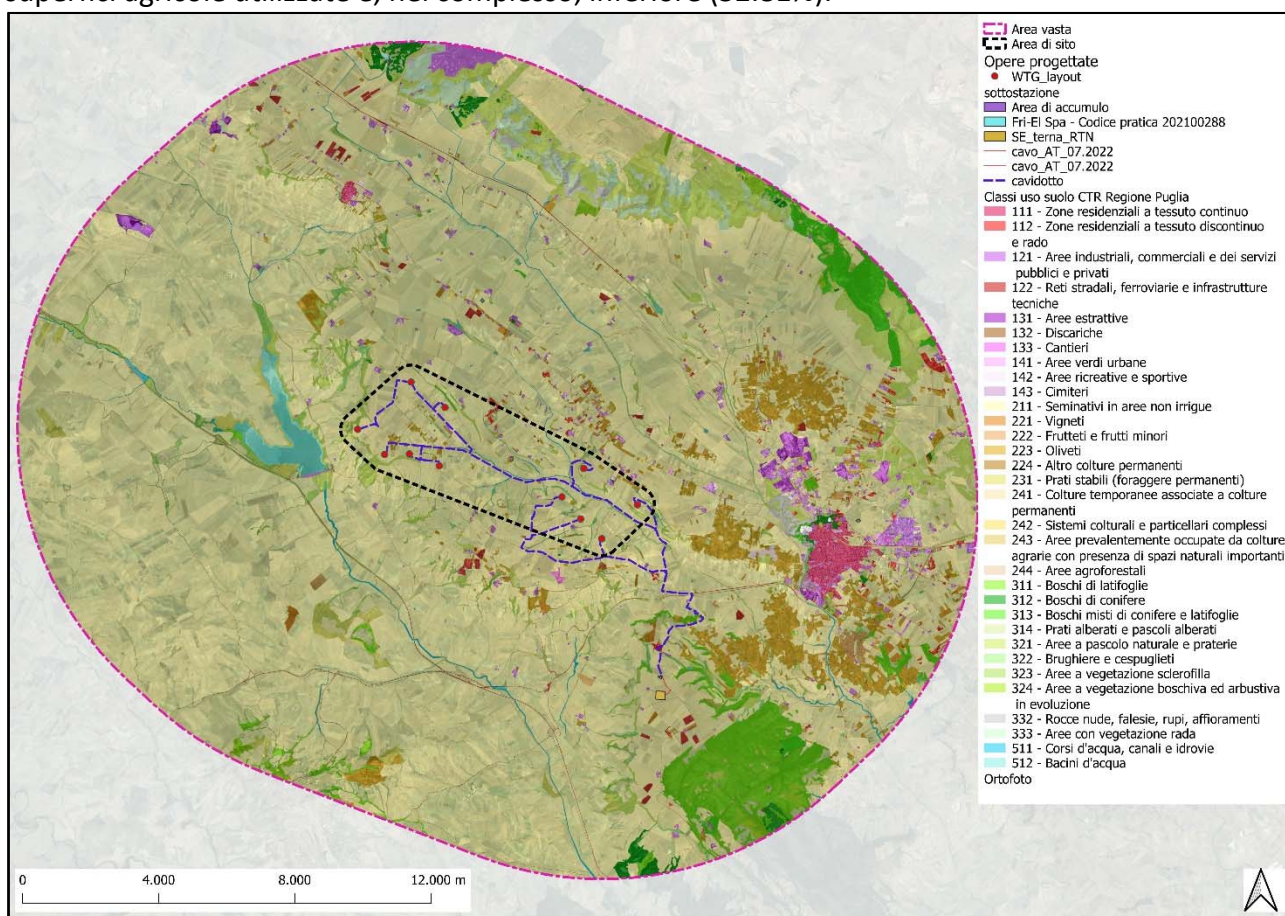 superfici agricole utilizzate è, nel complesso, inferiore
Area vasta
Area di sito
Opere progettate
WTG_layout
sottostazione
Area di accumulo
Fri-El Spa - Codice pratica 202100288
SE_terna_RTN
cavo_AT_07.2022
cavo_AT_07.2022
cavidotto
Classi uso suolo CTR Regione Puglia
111 - Zone residenziali a tessuto continuo
112 - Zone residenziali a tessuto discontinuo
e rado
121 - Aree industriali, commerciali e dei servizi
pubblici e privati
122 - Reti stradali, ferroviarie e infrastrutture
tecniche
131 - Aree estrattive
132 - Discariche
133 - Cantieri
141 - Aree verdi urbane
142 - Aree ricreative e sportive
143 - Cimiteri
211 - Seminativi in aree non irrigue
221 - Vigneti
222 - Frutteti e frutti minori
223 - Oliveti
224 - Altro colture permanenti
231 - Prati stabili (foraggere permanenti)
241 - Colture temporanee associate a colture
permanenti
242 - Sistemi colturali e particellari complessi
243 - Aree prevalentemente occupate da colture
agrarie con presenza di spazi naturali importanti
244 - Aree agroforestali
311 - Boschi di latifoglie
312 - Boschi di conifere
313 - Boschi misti di conifere e latifoglie
314 - Prati alberati e pascoli alberati
321 - Aree a pascolo naturale e praterie
322 - Brughiere e cespuglieti
323 - Aree a vegetazione sclerofilla
324 - Aree a vegetazione boschiva ed arbustiva
in evoluzione
332 - Rocce nude, falesie, rupi, affioramenti
333 - Aree con vegetazione rada
511 - Corsi d'acqua, canali e idrovie
512 - Bacini d'acqua
Ortofoto
0 4.000 8.000 12.000 m